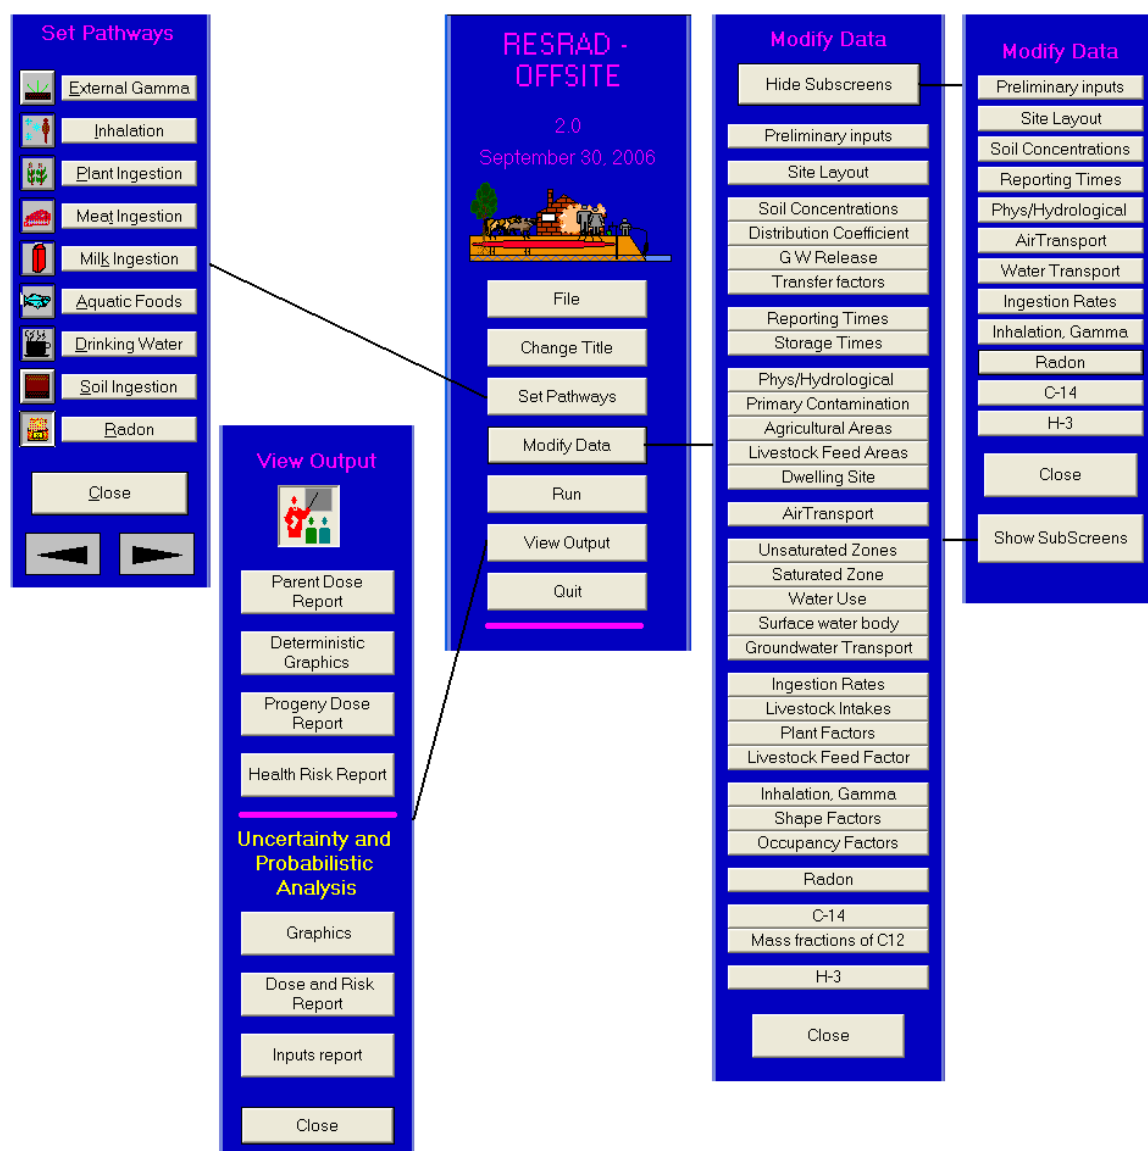 Set Pathways
External Gamma
Inhalation
Plant Ingestion
Meat Ingestion
Milk Ingestion
Aquatic Foods
Drinking Water
Soil Ingestion
Radon
Close
View Output
Parent Dose
Report
Deterministic
Graphics
Progeny Dose
Report
Health Risk Report
Uncertainty and
Probabilistic
Analysis
Graphics
Dose and Risk
Report
Inputs report
Close
RESRAD -
OFFSITE
2.0
September 30, 2006
File
Change Title
Set Pathways
Modify Data
Run
View Output
Quit
Modify Data
Hide Subscreens
Preliminary inputs
Site Layout
Soil Concentrations
Distribution Coefficient
G W Release
Transfer factors
Reporting Times
Storage Times
Phys/Hydrological
Primary Contamination
Agricultural Areas
Livestock Feed Areas
Dwelling Site
AirTransport
Unsaturated Zones
Saturated Zone
Water Use
Surface water body
Groundwater Transport
Ingestion Rates
Livestock Intakes
Plant Factors
Livestock Feed Factor
Inhalation, Gamma
Shape Factors
Occupancy Factors
Radon
C-14
Mass fractions of C12
H-3
Close
Modify Data
Preliminary inputs
Site Layout
Soil Concentrations
Reporting Times
Phys/Hydrological
AirTransport
Water Transport
Ingestion Rates
Inhalation, Gamma
Radon
C-14
H-3
Close
Show SubScreens